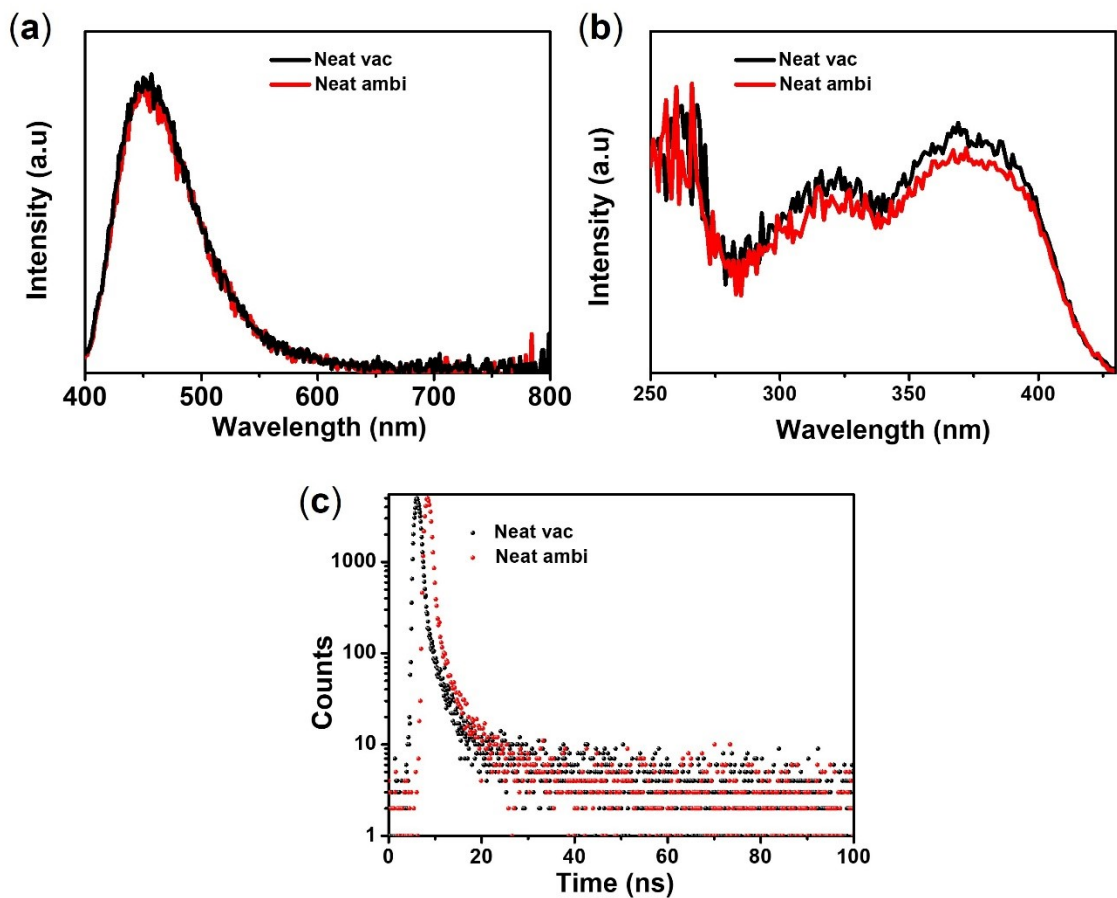 (a)
Neat vac
Neat ambi
Intensity (a.u)
400 500 600 700 800
Wavelength (nm)
(b)
Neat vac
Neat ambi
Intensity (a.u)
250 300 350 400
Wavelength (nm)
(c)
Neat vac
Neat ambi
Counts
1000
100
10
1
0 20 40 60 80 100
Time (ns)